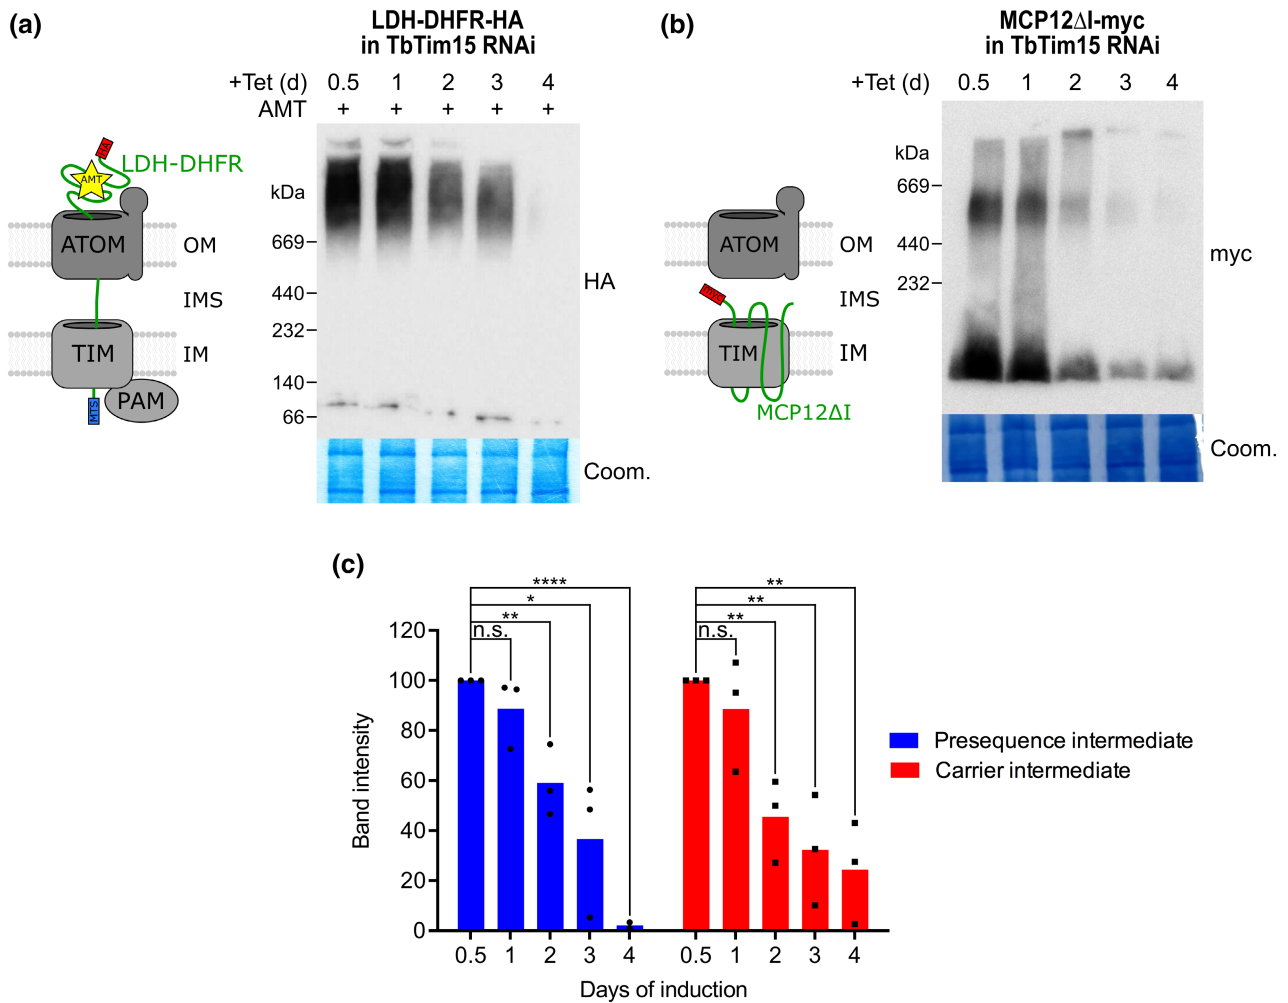 (a)
LDH-DHFR-HA
in TbTim15 RNAi
+Tet (d) 0.5 1 2 3 4
AMT + + + + +
HA
LDH-DHFR
AMT
ATOM
OM
IMS
TIM
IM
MTS
PAM
kDa
669
440
232
140
66
HA
Coom.
(b)
MCP12ΔI-myc
in TbTim15 RNAi
+Tet (d) 0.5 1 2 3 4
ATOM
OM
myc
IMS
TIM
IM
MCP12ΔI
kDa
669
440
232
myc
Coom.
(c)
**** **
* **
** **
n.s. n.s.
Band intensity
120
100
80
60
40
20
0
0.5 1 2 3 4 0.5 1 2 3 4
Days of induction
Presequence intermediate
Carrier intermediate